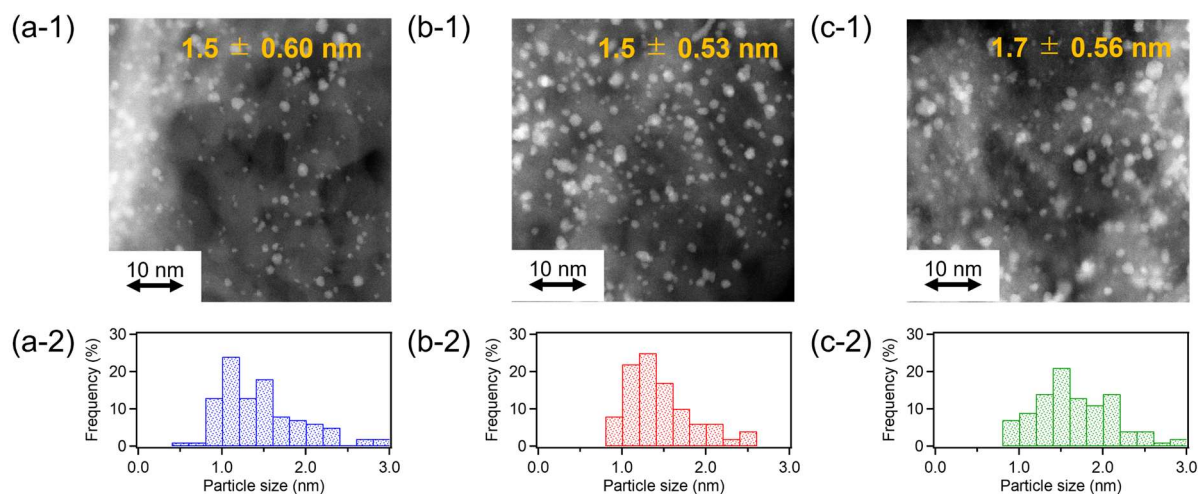 (a-1)
1.5 ± 0.60 nm
10 nm
(b-1)
1.5 ± 0.53 nm
10 nm
(c-1)
1.7 ± 0.56 nm
10 nm
(a-2)
Frequency (%)
30
20
10
0
0.0 1.0 2.0 3.0
Particle size (nm)
(b-2)
Frequency (%)
30
20
10
0
0.0 1.0 2.0 3.0
Particle size (nm)
(c-2)
Frequency (%)
30
20
10
0
0.0 1.0 2.0 3.0
Particle size (nm)